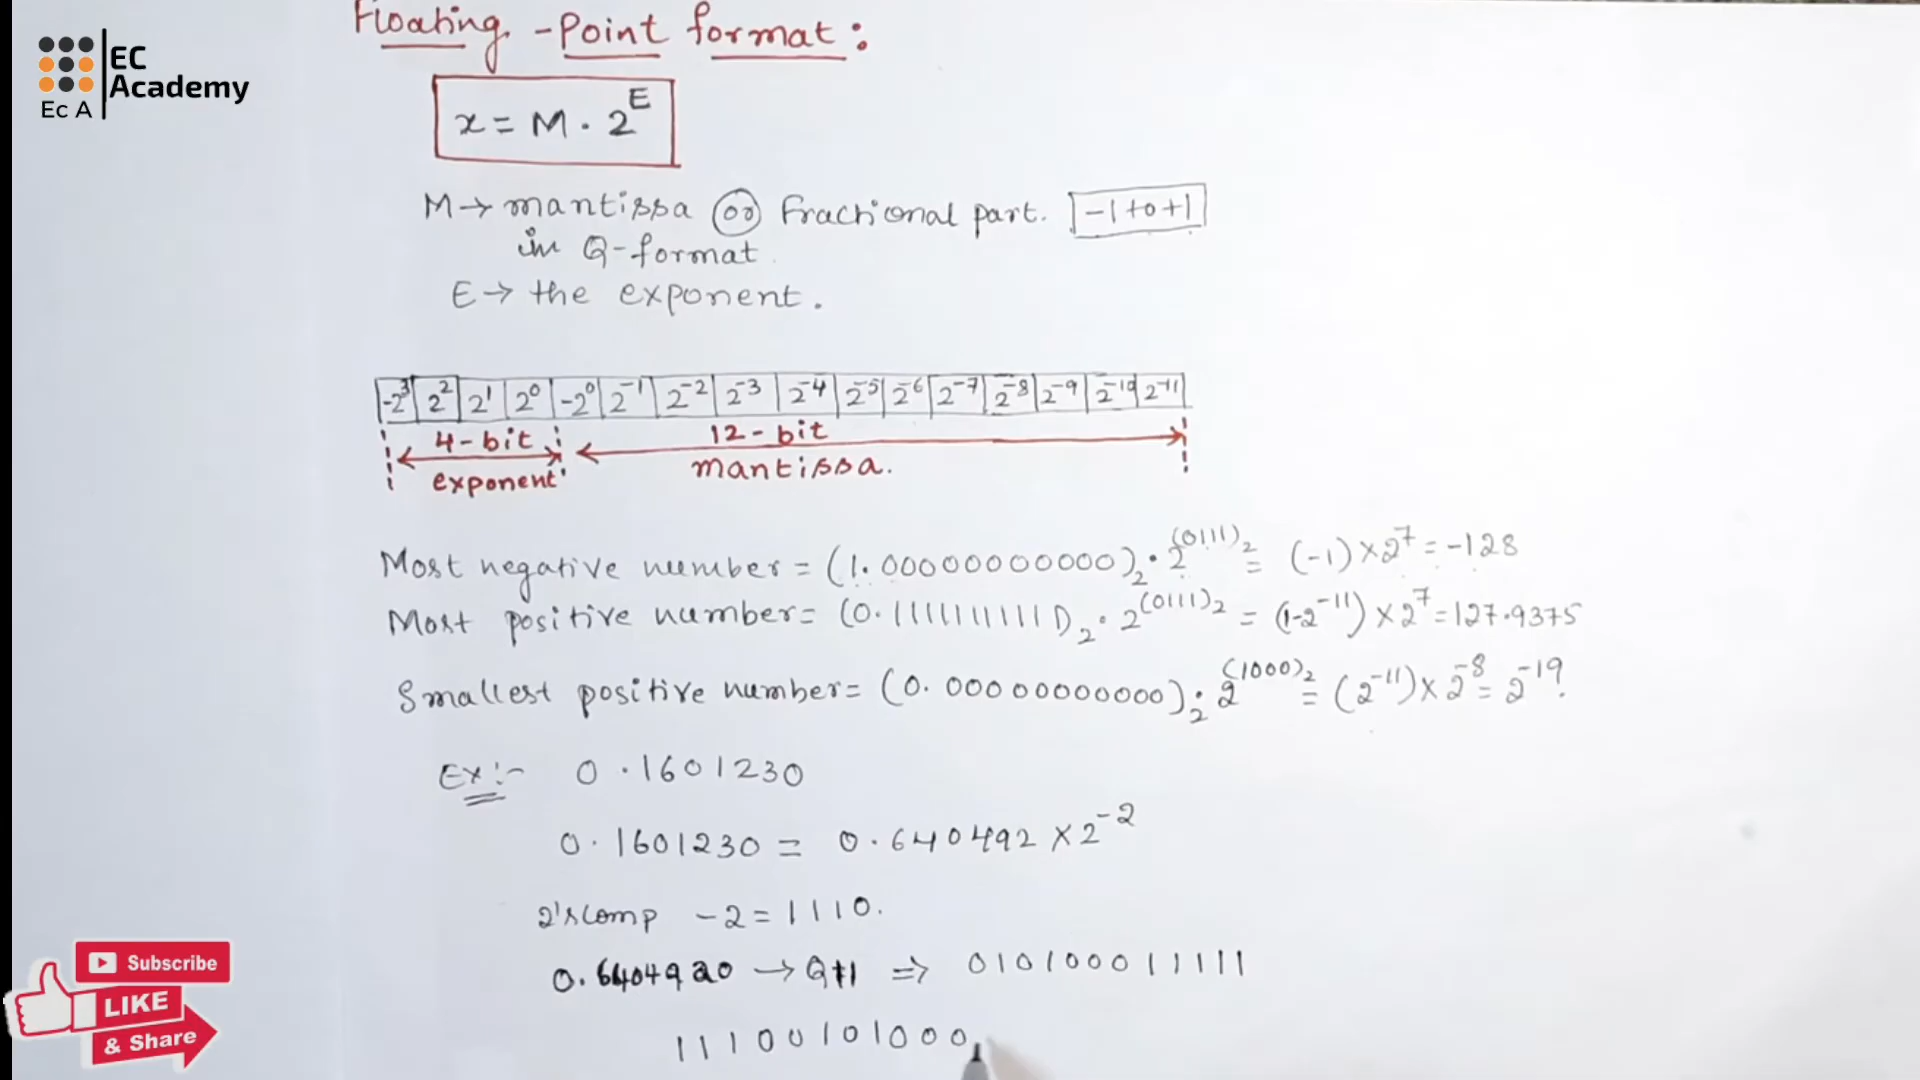 EC
Academy
Ec A
Floating -Point format:
x = M . 2^E
M → mantissa or Fractional part. -1 to +1
in Q-format
E → the exponent.
-2^3 2^2 2^1 2^0 -2^0 2^-1 2^-2 2^-3 2^-4 2^-5 2^-6 2^-7 2^-8 2^-9 2^-10 2^-11
4-bit 12-bit
exponent mantissa.
Most negative number = (1.00000000000)2 . 2^(0111)2 = (-1)×2^7 = -128
Most positive number = (0.11111111111)2 . 2^(0111)2 = (1-2^-11)×2^7 = 127.9375
Smallest positive number = (0.00000000000)2 . 2^(1000)2 = (2^-11)×2^-8 = 2^-19.
Ex:- 0.1601230
0.1601230 = 0.640492 × 2^-2
2's comp -2 = 1110.
0.6404920 → Q11 ⇒ 010100011111
11100101000
Subscribe
LIKE
& Share